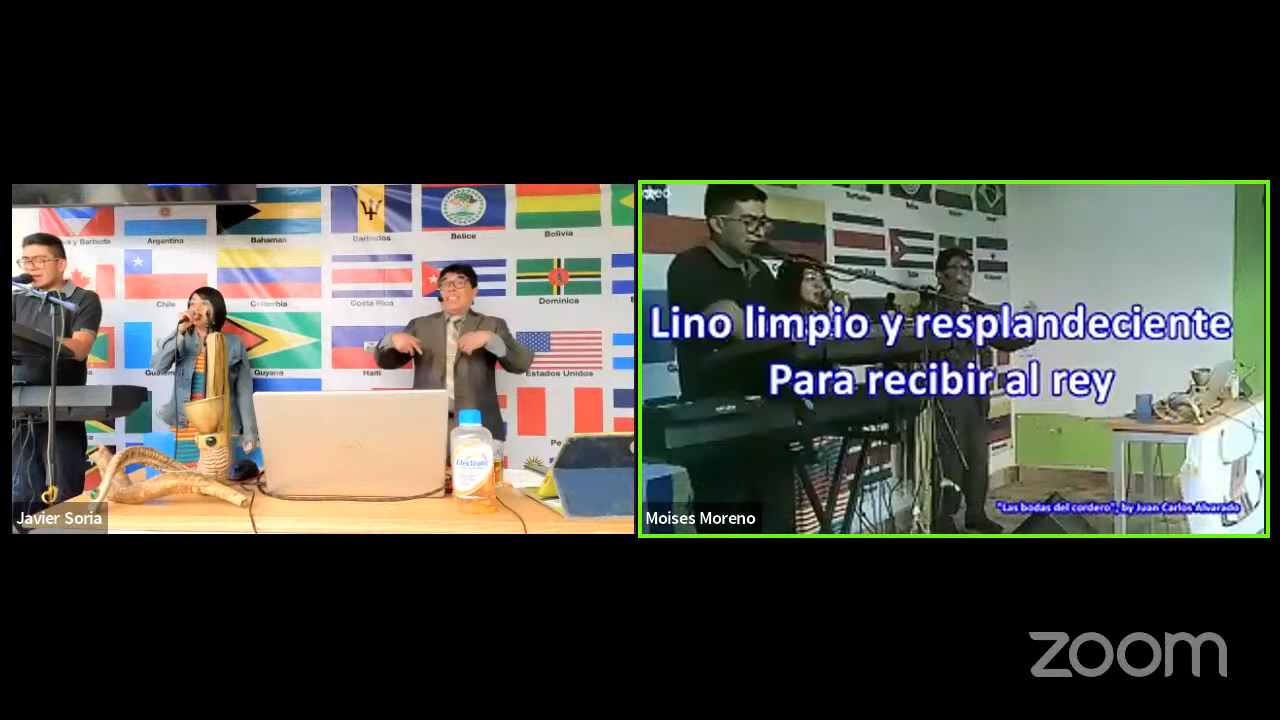 Argentina
Bahamas
Barbados
Belice
Bolivia
Chile
Colombia
Costa Rica
Dominica
Guyana
Haití
Estados Unidos
Electrolit
Javier Soria
Lino limpio y resplandeciente
Para recibir al rey
"Las bodas del cordero", by Juan Carlos Alvarado
Moises Moreno
zoom